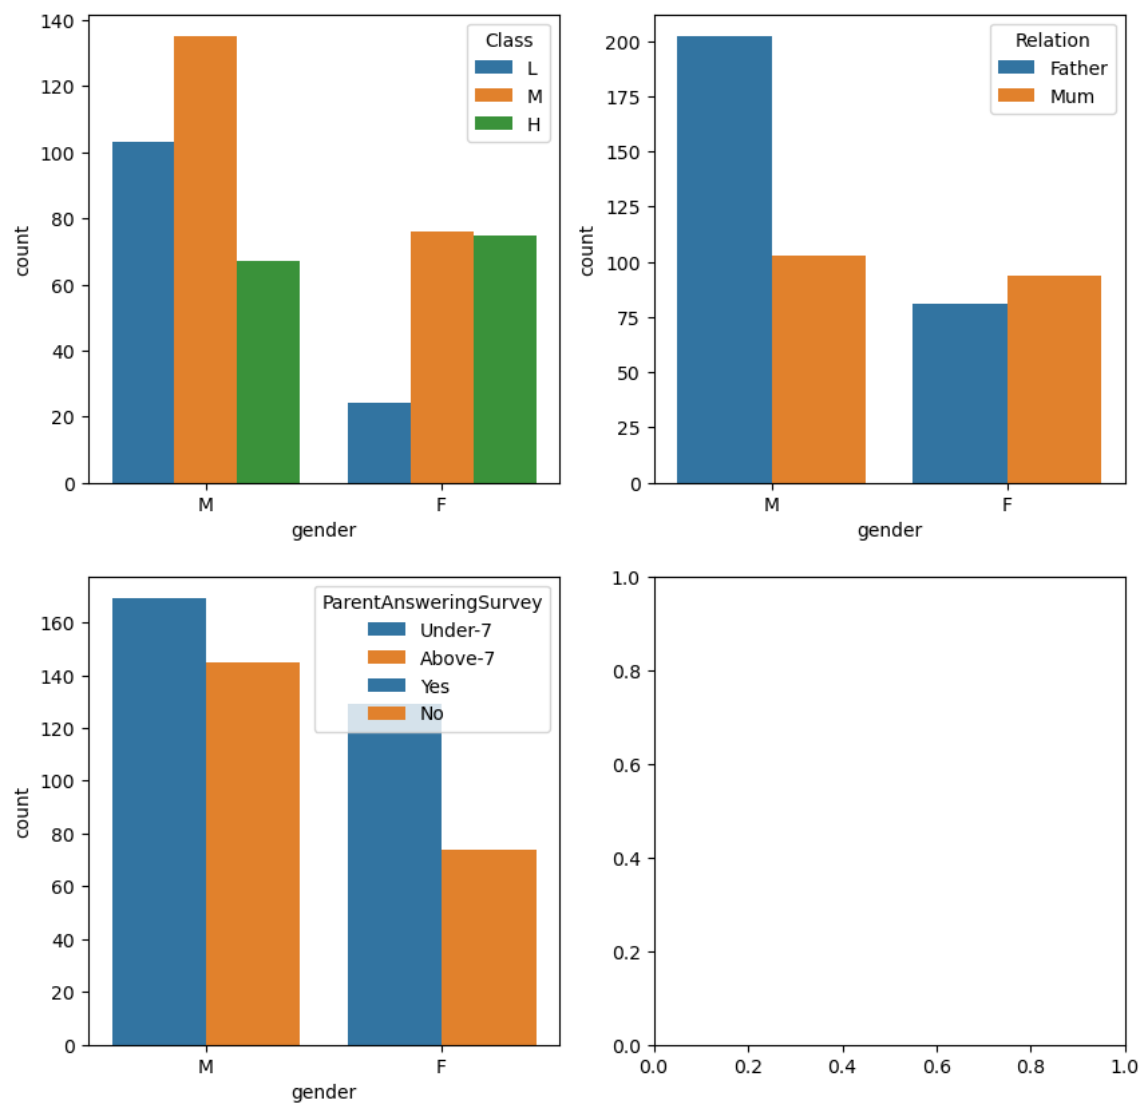 140
120
100
80
60
40
20
0
count
Class
L
M
H
M
F
gender
200
175
150
125
100
75
50
25
0
count
Relation
Father
Mum
M
F
gender
160
140
120
100
80
60
40
20
0
count
ParentAnsweringSurvey
Under-7
Above-7
Yes
No
M
F
gender
1.0
0.8
0.6
0.4
0.2
0.0
0.0 0.2 0.4 0.6 0.8 1.0